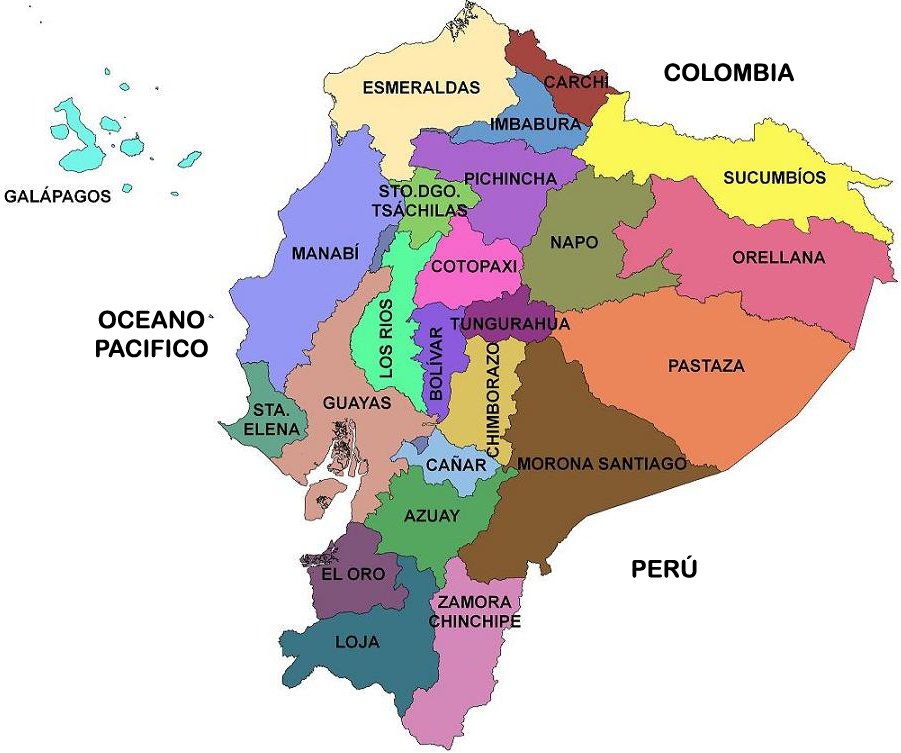 COLOMBIA
ESMERALDAS
CARCHI
IMBABURA
PICHINCHA
SUCUMBÍOS
GALÁPAGOS
STO.DGO.
TSÁCHILAS
NAPO
MANABÍ
ORELLANA
COTOPAXI
OCEANO
PACIFICO
TUNGURAHUA
LOS RIOS
BOLÍVAR
PASTAZA
CHIMBORAZO
GUAYAS
STA.
ELENA
CAÑAR
MORONA SANTIAGO
AZUAY
PERÚ
EL ORO
ZAMORA
CHINCHIPE
LOJA